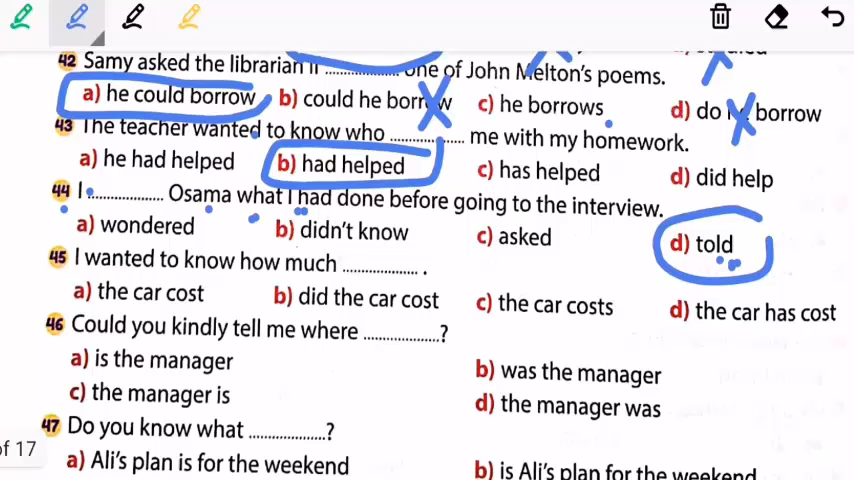 42 Samy asked the librarian if .................. one of John Melton's poems.
a) he could borrow b) could he borrow c) he borrows d) do he borrow
43 The teacher wanted to know who .................. me with my homework.
a) he had helped b) had helped c) has helped d) did help
44 I .................. Osama what I had done before going to the interview.
a) wondered b) didn't know c) asked d) told
45 I wanted to know how much .................. .
a) the car cost b) did the car cost c) the car costs d) the car has cost
46 Could you kindly tell me where ..................?
a) is the manager b) was the manager
c) the manager is d) the manager was
47 Do you know what ..................?
a) Ali's plan is for the weekend b) is Ali's plan for the weekend
of 17